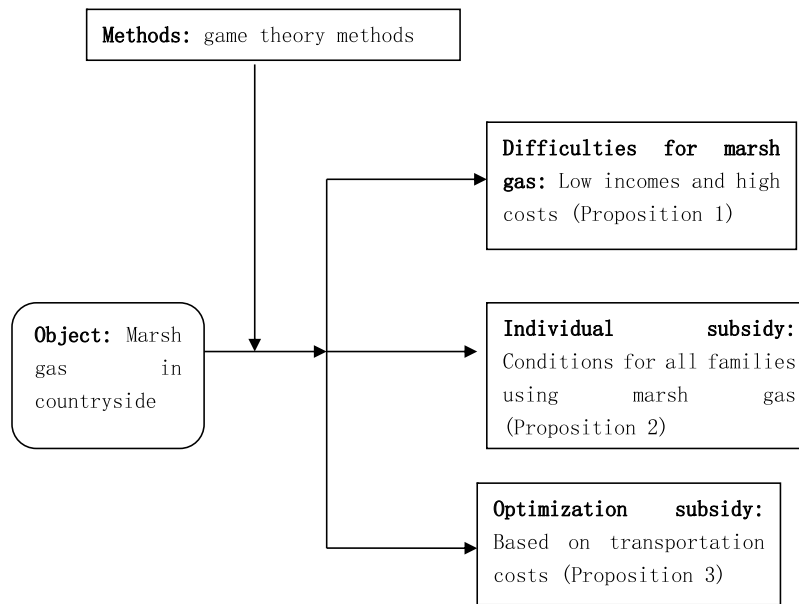 Methods: game theory methods
Difficulties for marsh
gas: Low incomes and high
costs (Proposition 1)
Object: Marsh
gas in
countryside
Individual subsidy:
Conditions for all families
using marsh gas
(Proposition 2)
Optimization subsidy:
Based on transportation
costs (Proposition 3)